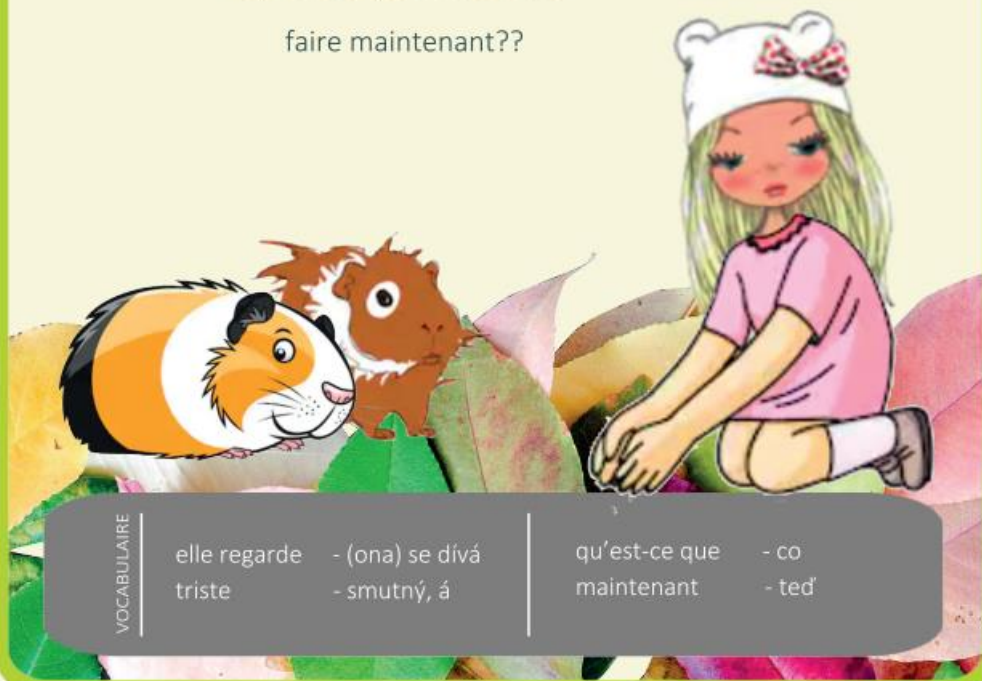 faire maintenant??
VOCABULAIRE
elle regarde - (ona) se dívá
triste - smutný, á
qu’est-ce que - co
maintenant - teď